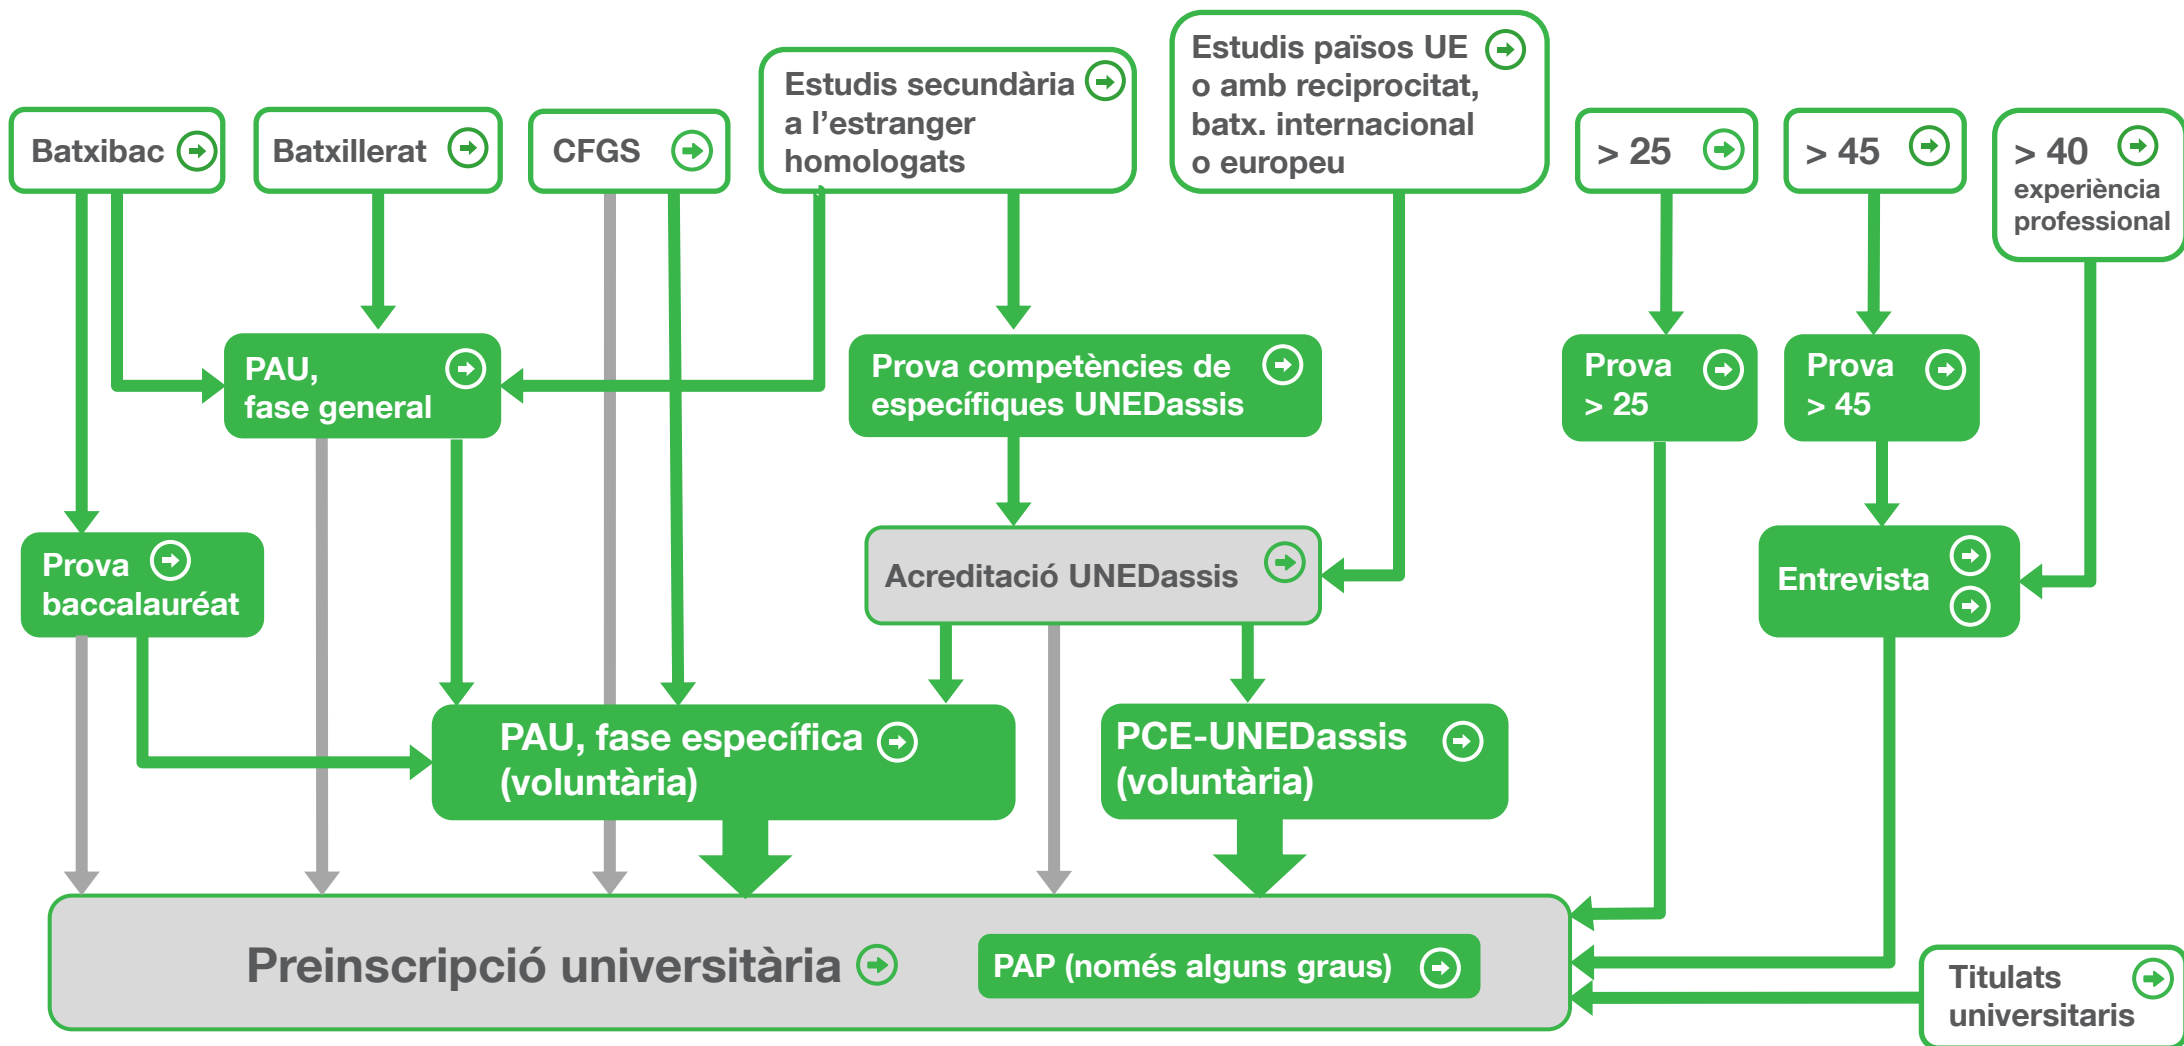 Batxibac
Batxillerat
CFGS
Estudis secundària
a l'estranger
homologats
Estudis països UE
o amb reciprocitat,
batx. internacional
o europeu
> 25
> 45
> 40
experiència
professional
PAU,
fase general
Prova competències de
específiques UNEDassis
Prova
> 25
Prova
> 45
Prova
baccalauréat
Acreditació UNEDassis
Entrevista
PAU, fase específica
(voluntària)
PCE-UNEDassis
(voluntària)
Preinscripció universitària
PAP (només alguns graus)
Titulats
universitaris